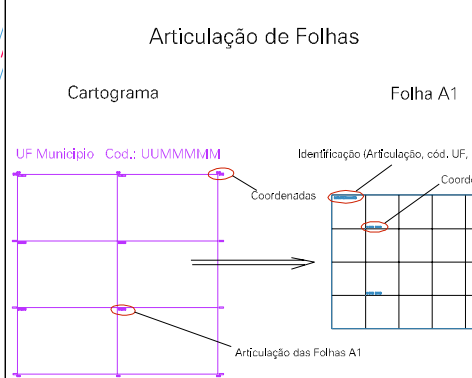 Articulação de Folhas
Cartograma
Folha A1
UF Municipio Cod.: UUMMMMM
Identificação (Articulação, cód. UF,
Coordenadas
Coord
Articulação das Folhas A1